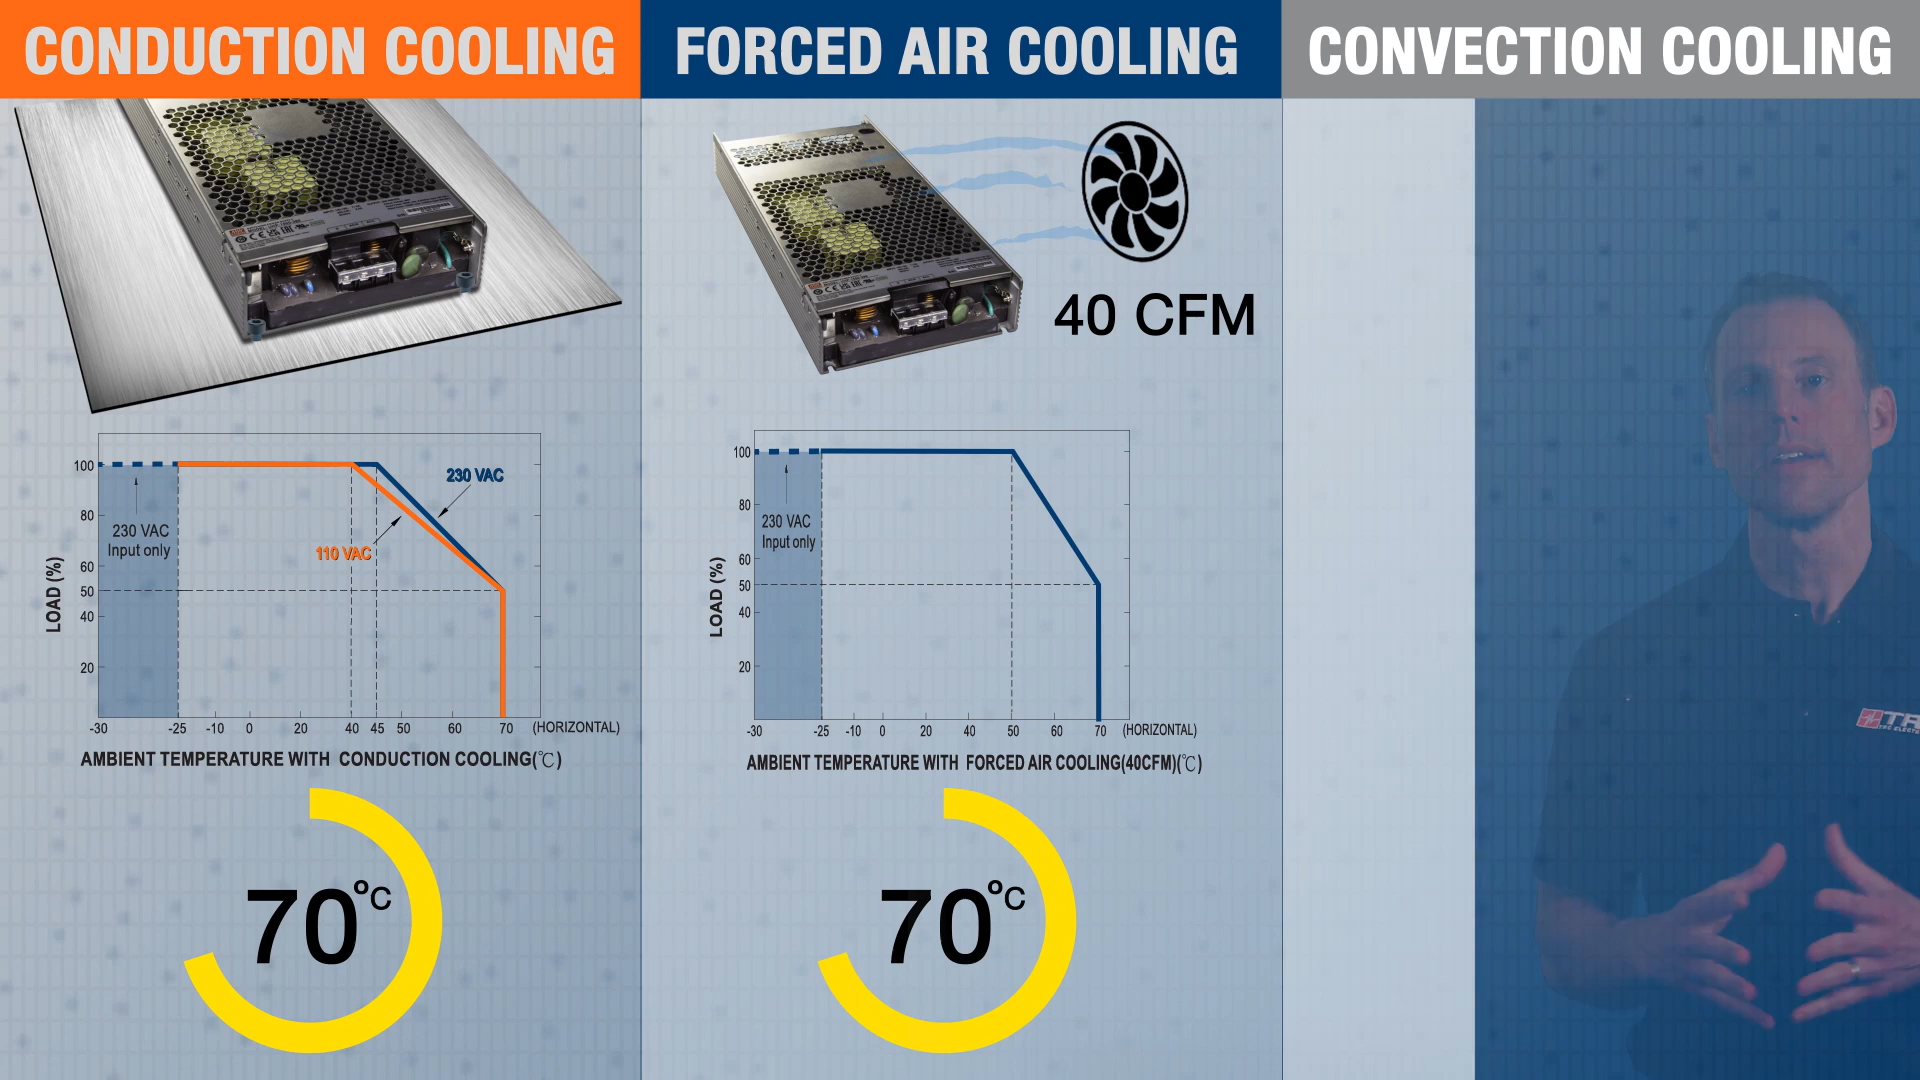 CONDUCTION COOLING
FORCED AIR COOLING
CONVECTION COOLING
40 CFM
100
80
60
50
40
20
LOAD (%)
230 VAC
Input only
230 VAC
110 VAC
-30 -25 -10 0 20 40 45 50 60 70 (HORIZONTAL)
AMBIENT TEMPERATURE WITH CONDUCTION COOLING(℃)
70°C
100
80
60
50
40
20
LOAD (%)
230 VAC
Input only
-30 -25 -10 0 20 40 50 60 70 (HORIZONTAL)
AMBIENT TEMPERATURE WITH FORCED AIR COOLING(40CFM)(℃)
70°C